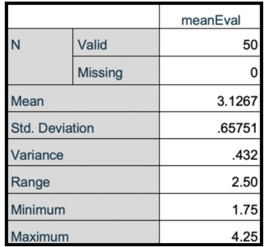 meanEval
N Valid 50
Missing 0
Mean 3.1267
Std. Deviation .65751
Variance .432
Range 2.50
Minimum 1.75
Maximum 4.25